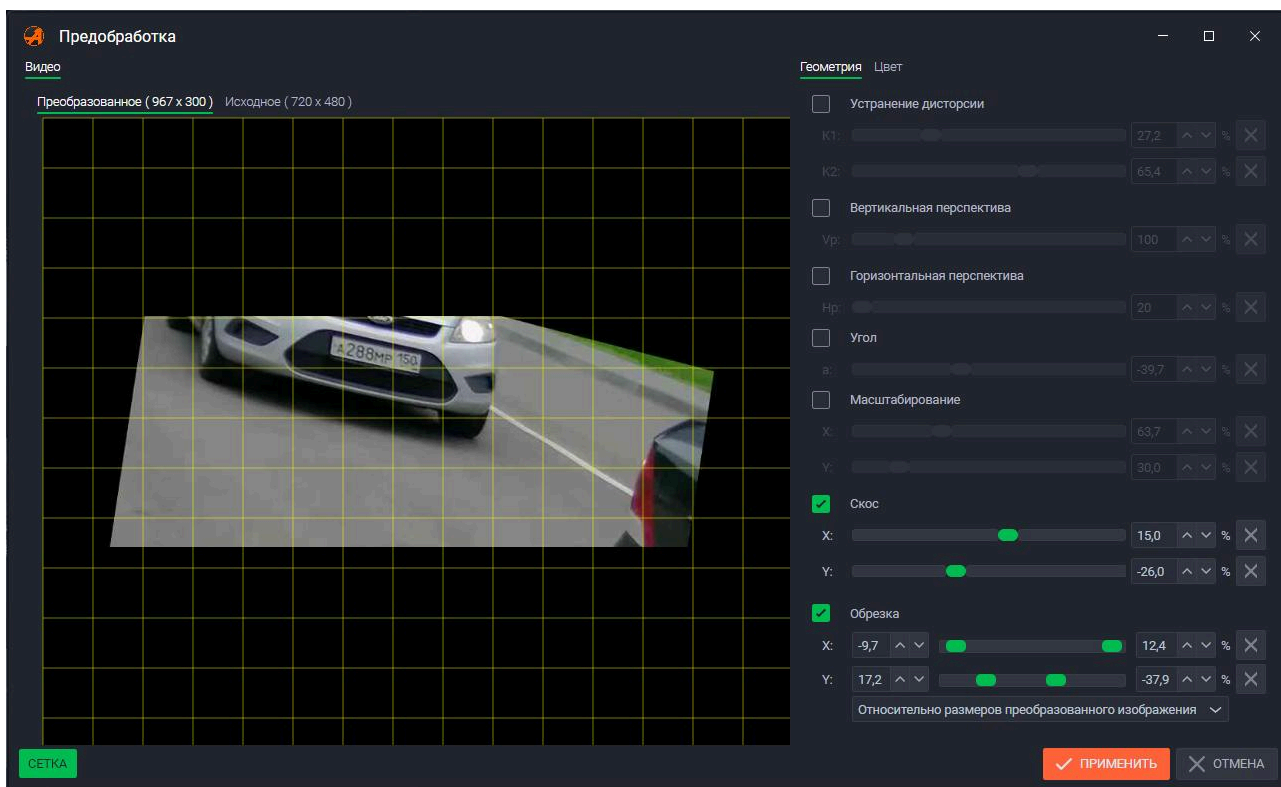 Предобработка
Видео
Преобразованное ( 967 x 300 ) Исходное ( 720 x 480 )
А288МР 150
СЕТКА
Геометрия Цвет
Устранение дисторсии
K1: 27,2 %
K2: 65,4 %
Вертикальная перспектива
Vp: 100 %
Горизонтальная перспектива
Hp: 20 %
Угол
a: -39,7 %
Масштабирование
X: 63,7 %
Y: 30,0 %
Скос
X: 15,0 %
Y: -26,0 %
Обрезка
X: -9,7 12,4 %
Y: 17,2 -37,9 %
Относительно размеров преобразованного изображения
ПРИМЕНИТЬ ОТМЕНА